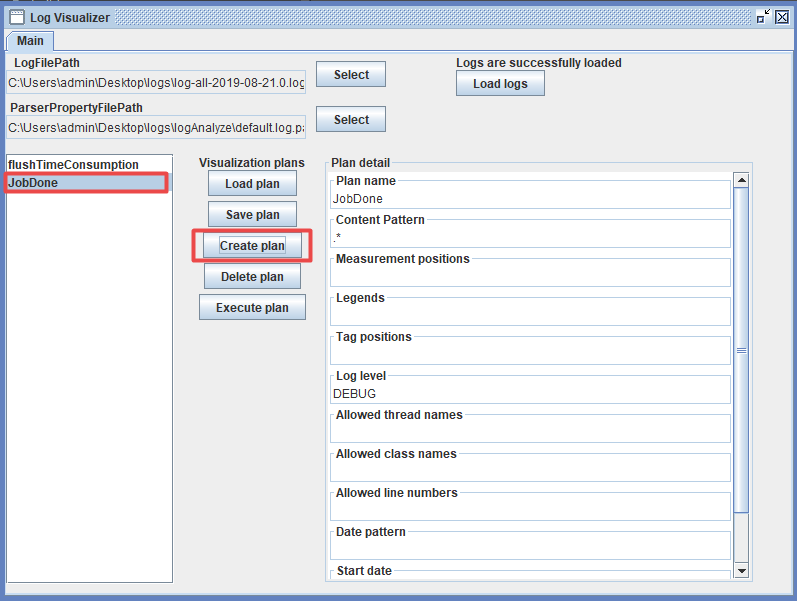 Log Visualizer
Main
LogFilePath
C:\Users\admin\Desktop\logs\log-all-2019-08-21.0.log
Select
Logs are successfully loaded
Load logs
ParserPropertyFilePath
C:\Users\admin\Desktop\logs\logAnalyze\default.log.pa
Select
flushTimeConsumption
JobDone
Visualization plans
Load plan
Save plan
Create plan
Delete plan
Execute plan
Plan detail
Plan name
JobDone
Content Pattern
.*
Measurement positions
Legends
Tag positions
Log level
DEBUG
Allowed thread names
Allowed class names
Allowed line numbers
Date pattern
Start date